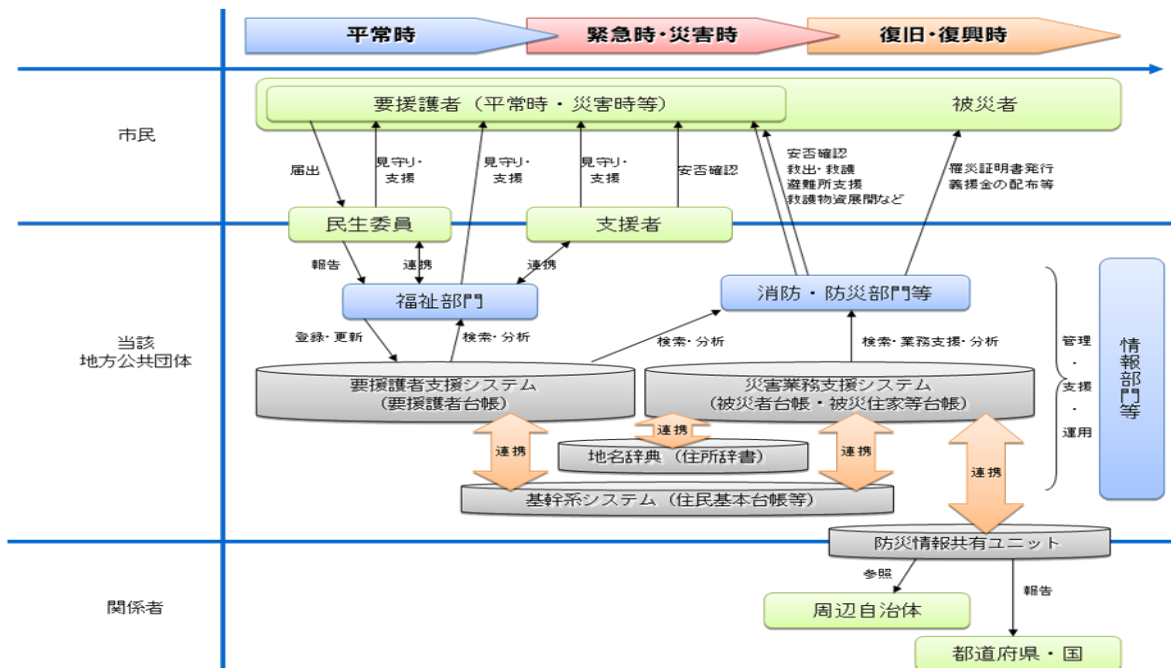 平常時
緊急時・災害時
復旧・復興時
市民
要援護者（平常時・災害時等）
被災者
届出
見守り・
支援
見守り・
支援
見守り・
支援
安否確認
安否確認
救出・救護
避難所支援
救護物資展開など
罹災証明書発行
義援金の配布等
民生委員
支援者
報告
連携
連携
福祉部門
消防・防災部門等
当該
地方公共団体
登録・更新
検索・分析
検索・分析
検索・業務支援・分析
要援護者支援システム
（要援護者台帳）
災害業務支援システム
（被災者台帳・被災住家等台帳）
管理・支援・運用
情報部門等
連携
連携
連携
連携
地名辞典（住所辞書）
基幹系システム（住民基本台帳等）
防災情報共有ユニット
関係者
参照
報告
周辺自治体
都道府県・国